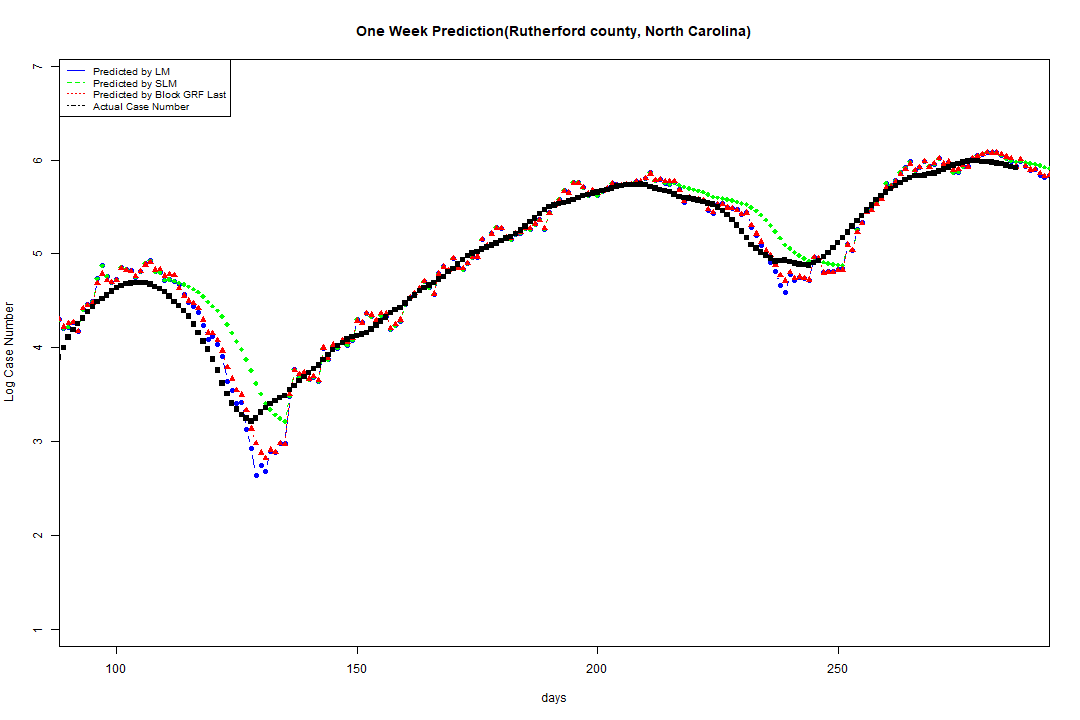 One Week Prediction(Rutherford county, North Carolina)
Predicted by LM
Predicted by SLM
Predicted by Block GRF Last
Actual Case Number
7
6
5
4
3
2
1
Log Case Number
100 150 200 250
days